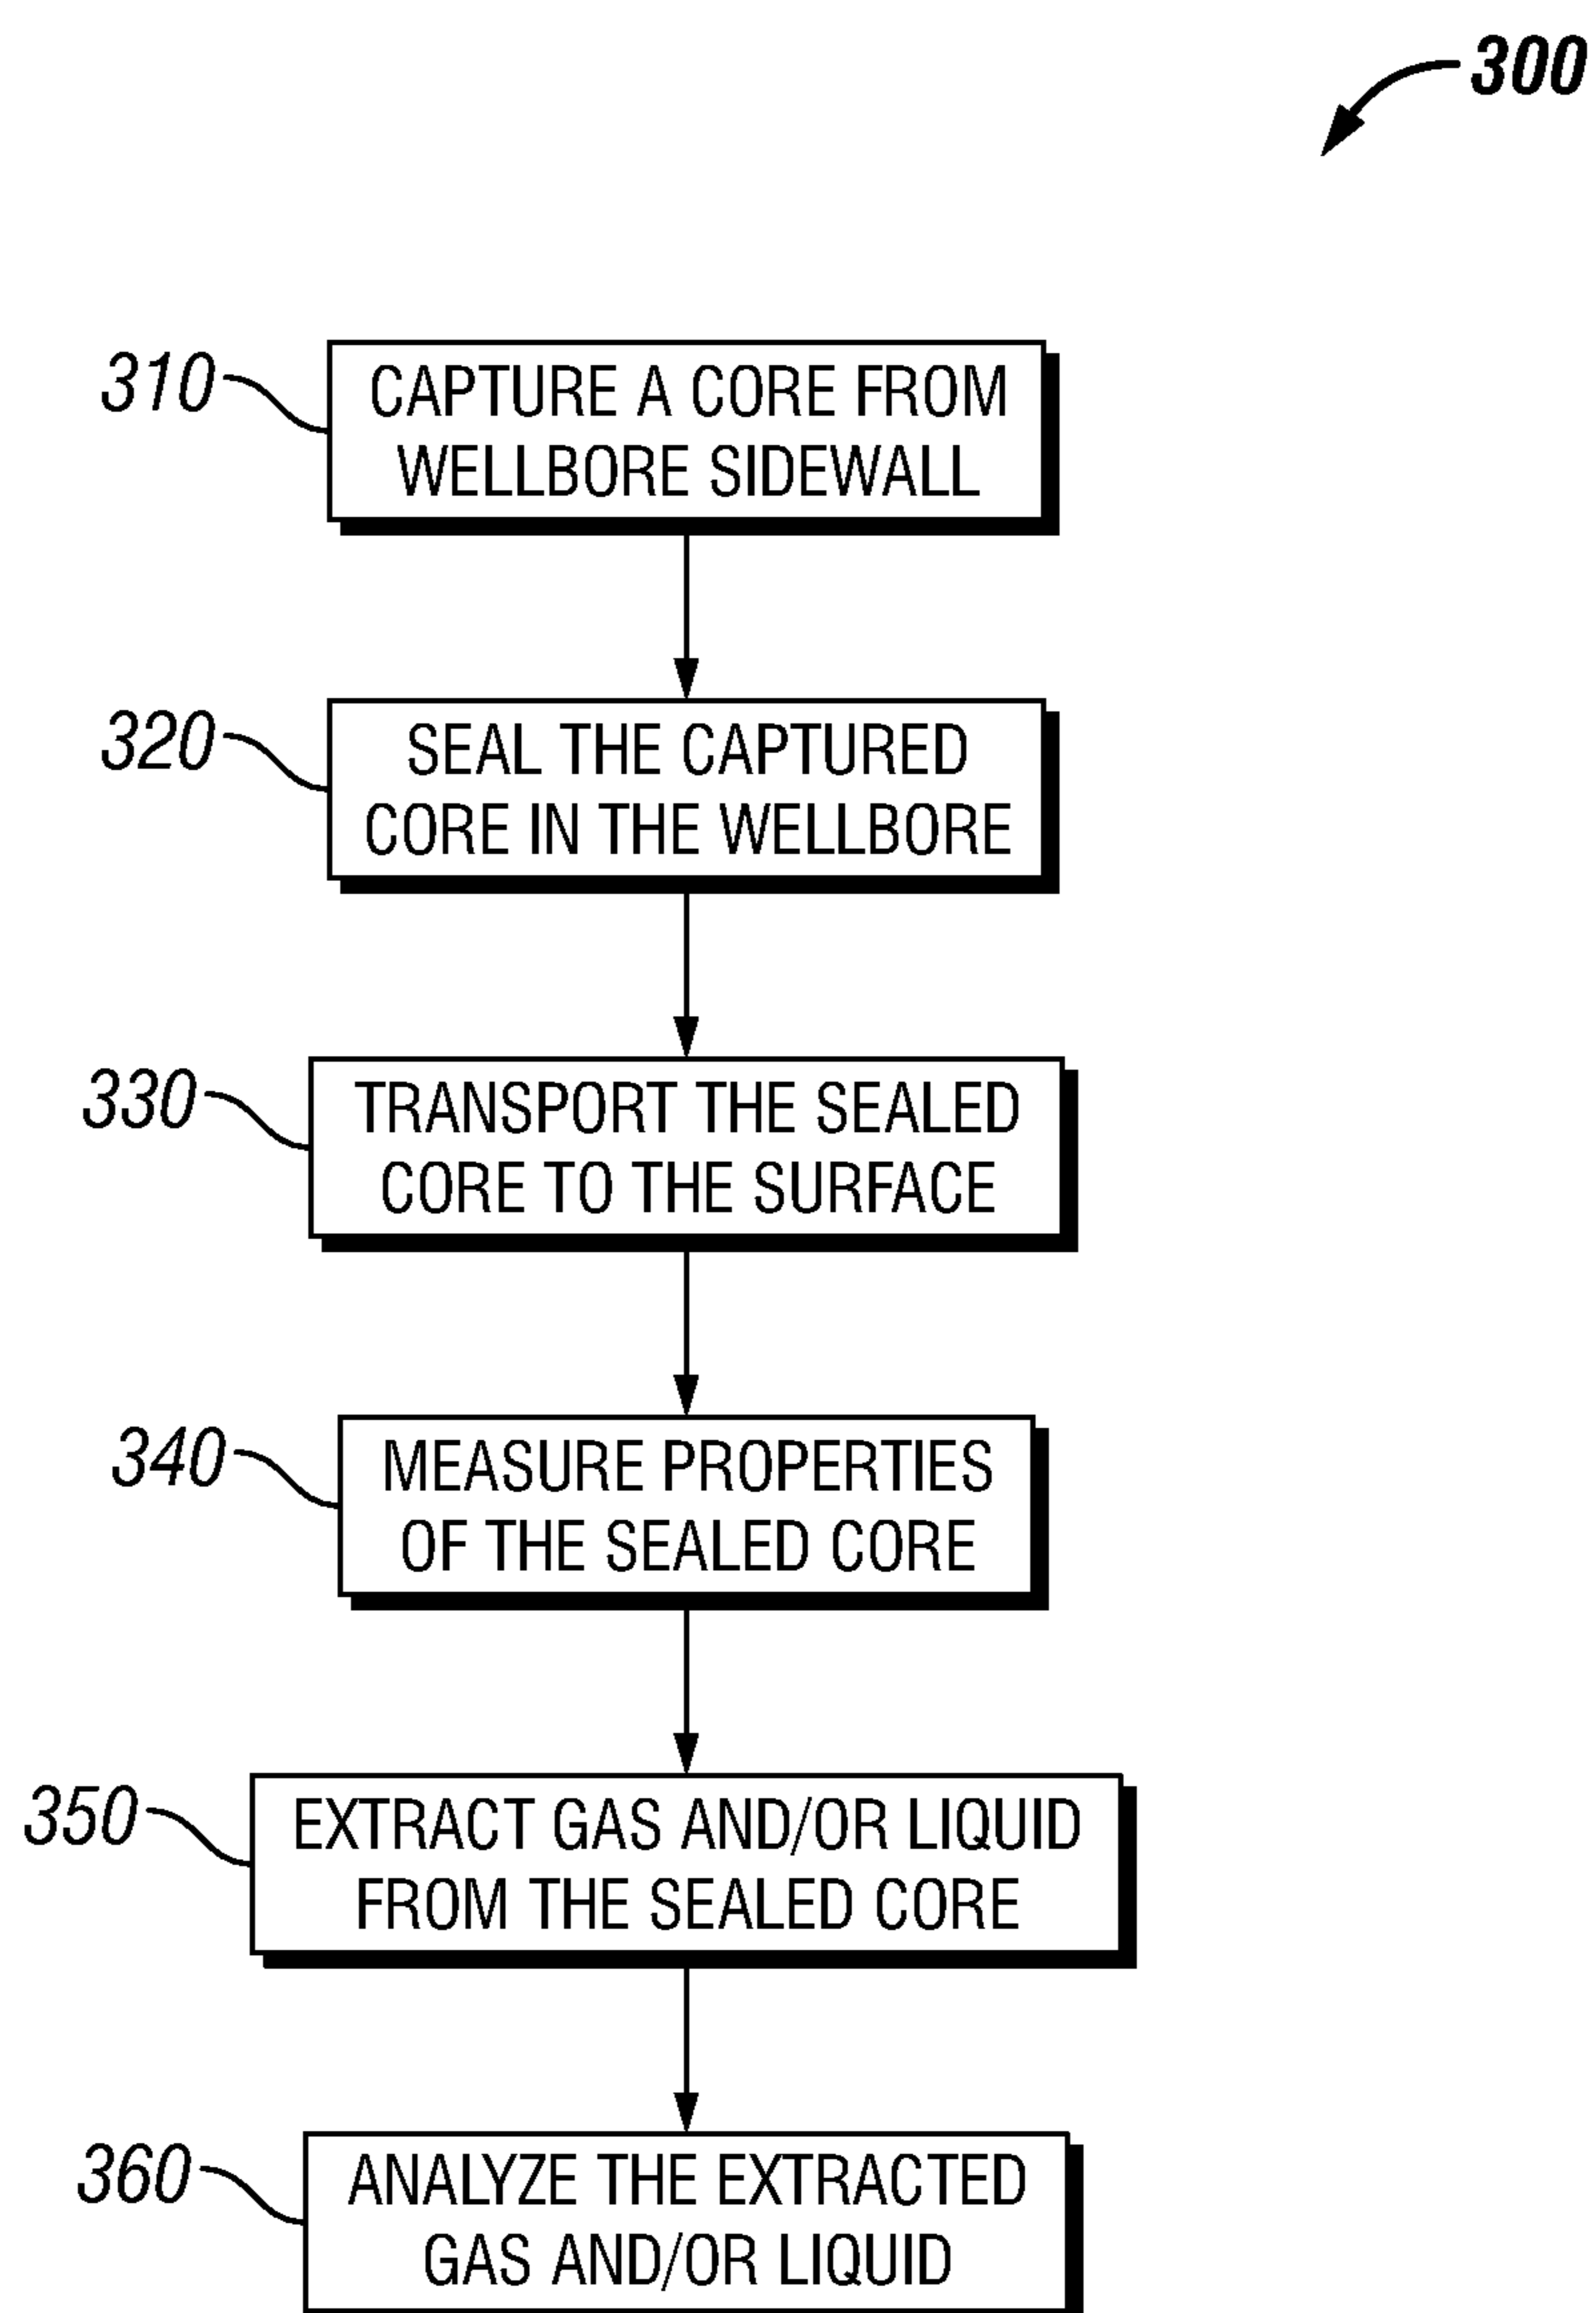 300
310
CAPTURE A CORE FROM
WELLBORE SIDEWALL
320
SEAL THE CAPTURED
CORE IN THE WELLBORE
330
TRANSPORT THE SEALED
CORE TO THE SURFACE
340
MEASURE PROPERTIES
OF THE SEALED CORE
350
EXTRACT GAS AND/OR LIQUID
FROM THE SEALED CORE
360
ANALYZE THE EXTRACTED
GAS AND/OR LIQUID